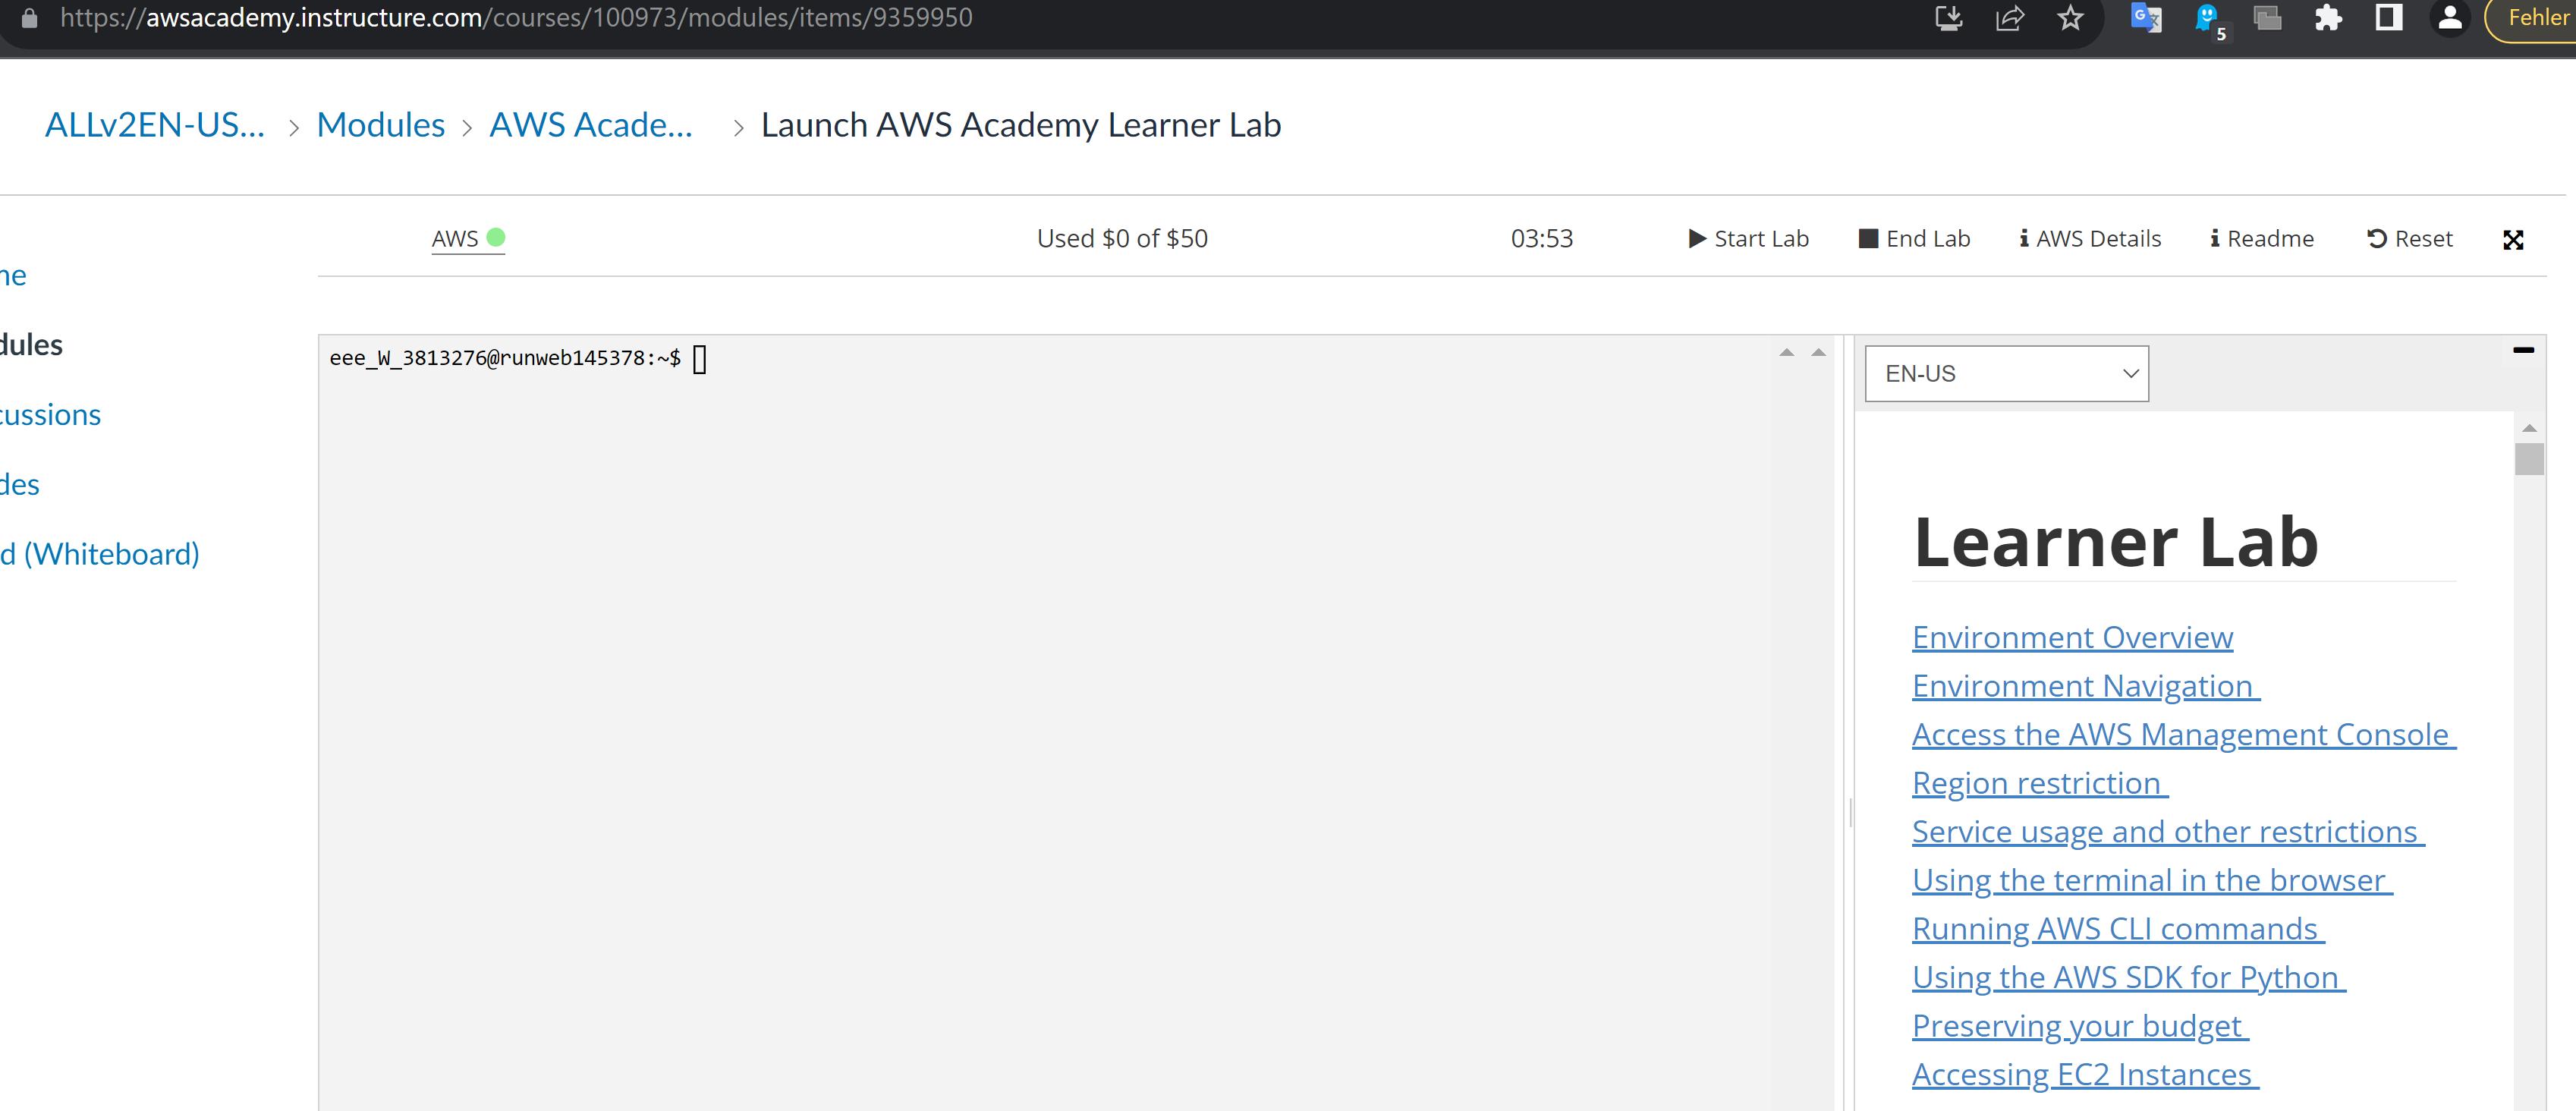 https://awsacademy.instructure.com/courses/100973/modules/items/9359950
5
Fehler
ALLv2EN-US... > Modules > AWS Acade... > Launch AWS Academy Learner Lab
AWS
Used $0 of $50
03:53
Start Lab
End Lab
AWS Details
Readme
Reset
ne
dules
cussions
des
d (Whiteboard)
eee_W_3813276@runweb145378:~$
EN-US
Learner Lab
Environment Overview
Environment Navigation
Access the AWS Management Console
Region restriction
Service usage and other restrictions
Using the terminal in the browser
Running AWS CLI commands
Using the AWS SDK for Python
Preserving your budget
Accessing EC2 Instances